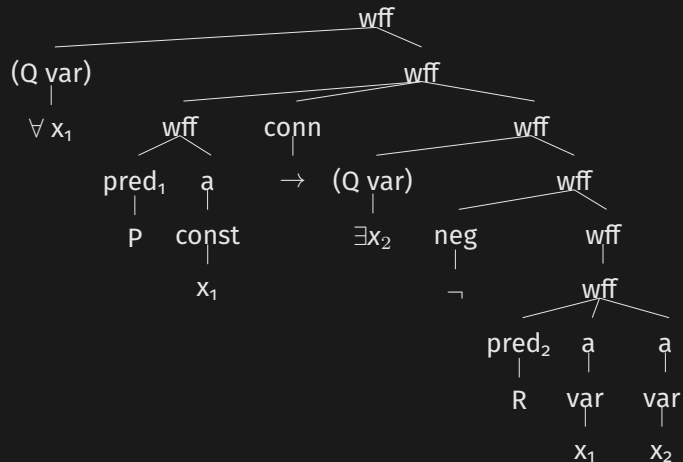 wff
(Q var) wff
∀ x₁ wff conn wff
pred₁ a → (Q var) wff
P const ∃x₂ neg wff
x₁ ¬ wff
pred₂ a a
R var var
x₁ x₂